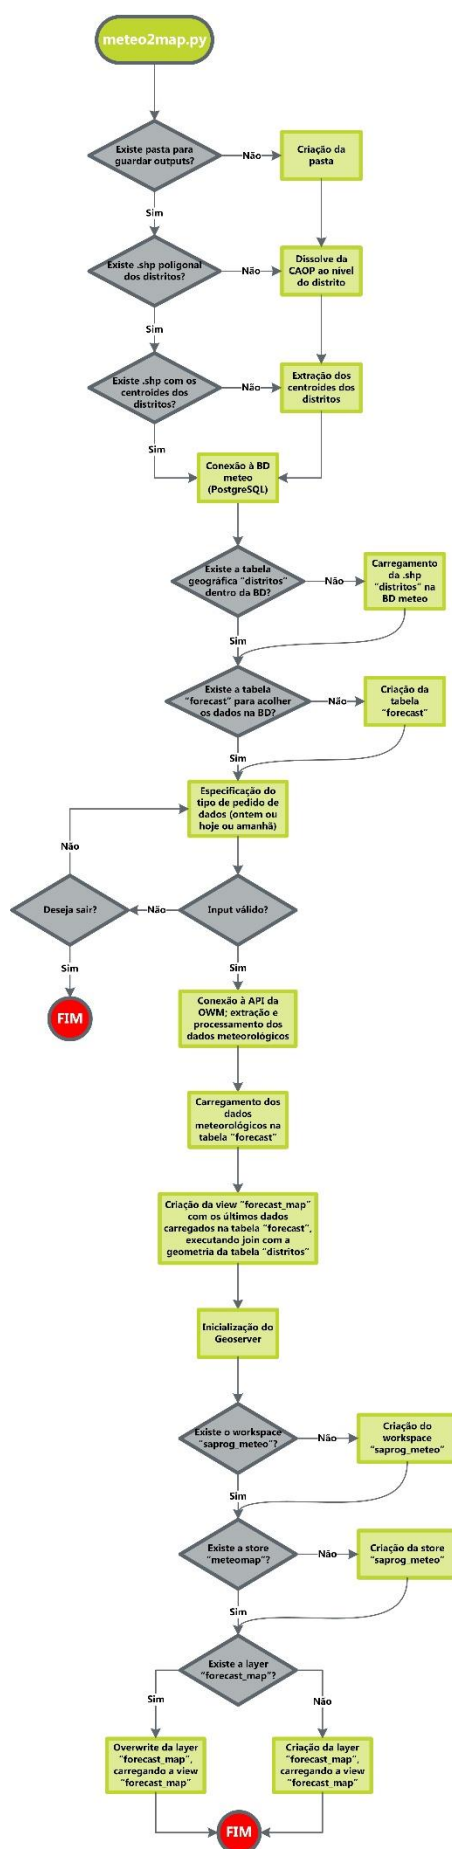 meteo2map.py
Existe pasta para
guardar outputs?
Não
Criação da
pasta
Sim
Existe .shp poligonal
dos distritos?
Não
Dissolve da
CAOP ao nível
do distrito
Sim
Existe .shp com os
centroides dos
distritos?
Não
Extração dos
centroides dos
distritos
Sim
Conexão à BD
meteo
(PostgreSQL)
Existe a tabela
geográfica "distritos"
dentro da BD?
Não
Carregamento
da .shp
"distritos" na
BD meteo
Sim
Existe a tabela
"forecast" para acolher
os dados na BD?
Não
Criação da
tabela
"forecast"
Sim
Especificação do
tipo de pedido de
dados (ontem ou
hoje ou amanhã)
Não
Deseja sair?
Não
Input válido?
Sim
Sim
FIM
Conexão à API da
OWM; extração e
processamento dos
dados meteorológicos
Carregamento dos
dados
meteorológicos na
tabela "forecast"
Criação da view "forecast_map"
com os últimos dados
carregados na tabela "forecast",
executando join com a
geometria da tabela "distritos"
Inicialização do
Geoserver
Existe o workspace
"saprog_meteo"?
Não
Criação do
workspace
"saprog_meteo"
Sim
Existe a store
"meteomap"?
Não
Criação da store
"saprog_meteo"
Sim
Existe a layer
"forecast_map"?
Sim
Não
Overwrite da layer
"forecast_map",
carregando a view
"forecast_map"
Criação da layer
"forecast_map",
carregando a view
"forecast_map"
FIM